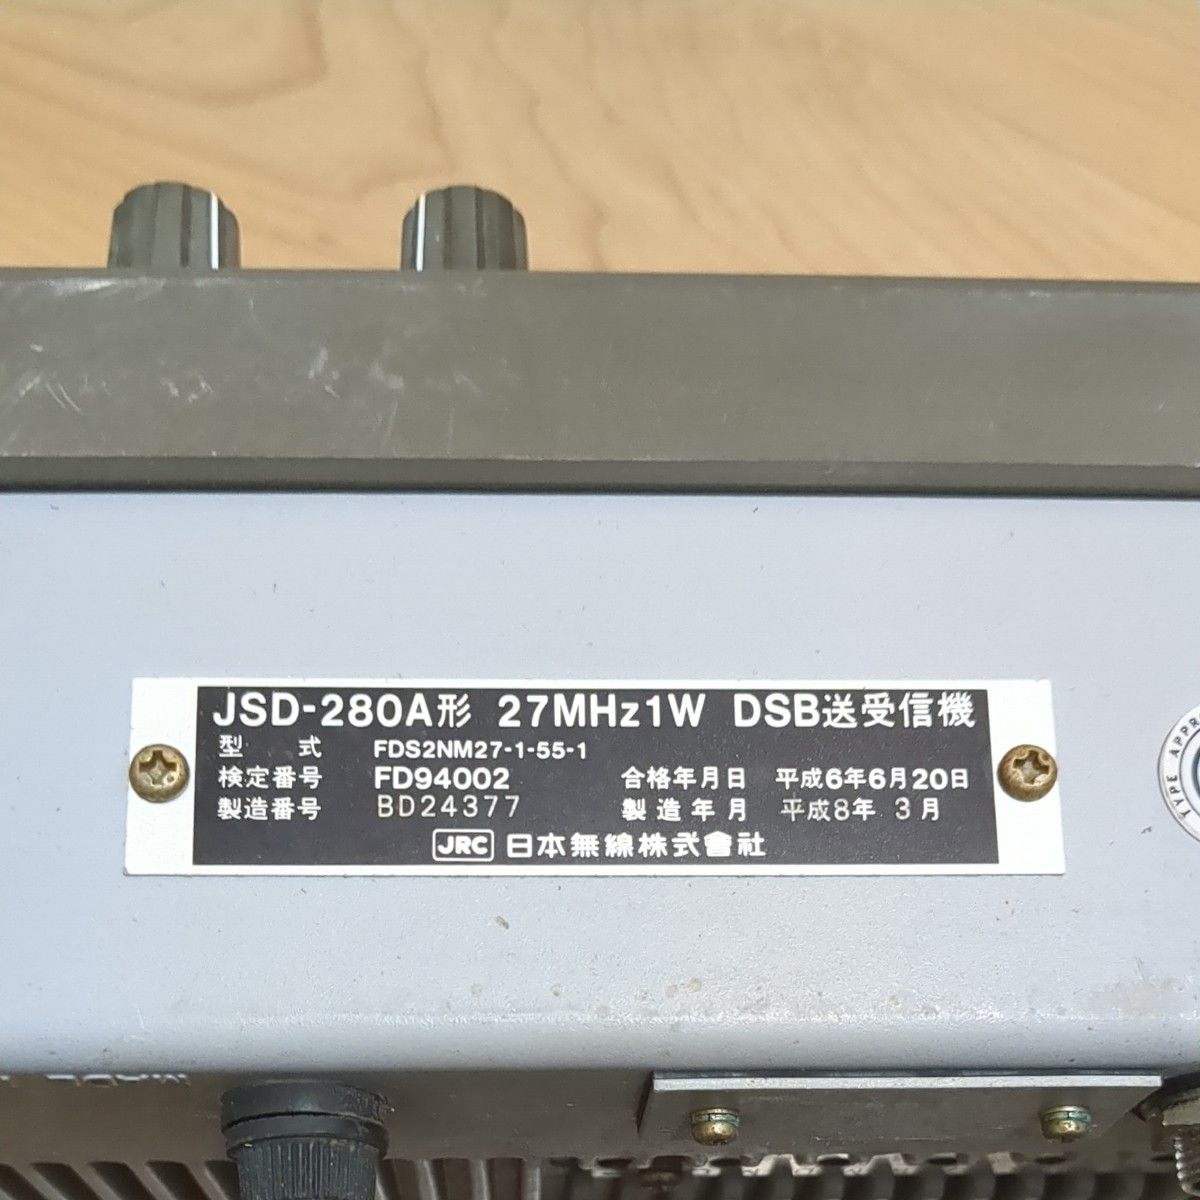 JSD-280A形 27MHz1W DSB送受信機
型 式 FDS2NM27-1-55-1
検定番号 FD94002 合格年月日 平成6年6月20日
製造番号 BD24377 製造年月 平成8年 3月
JRC 日本無線株式會社
TYPE APPR
MADE